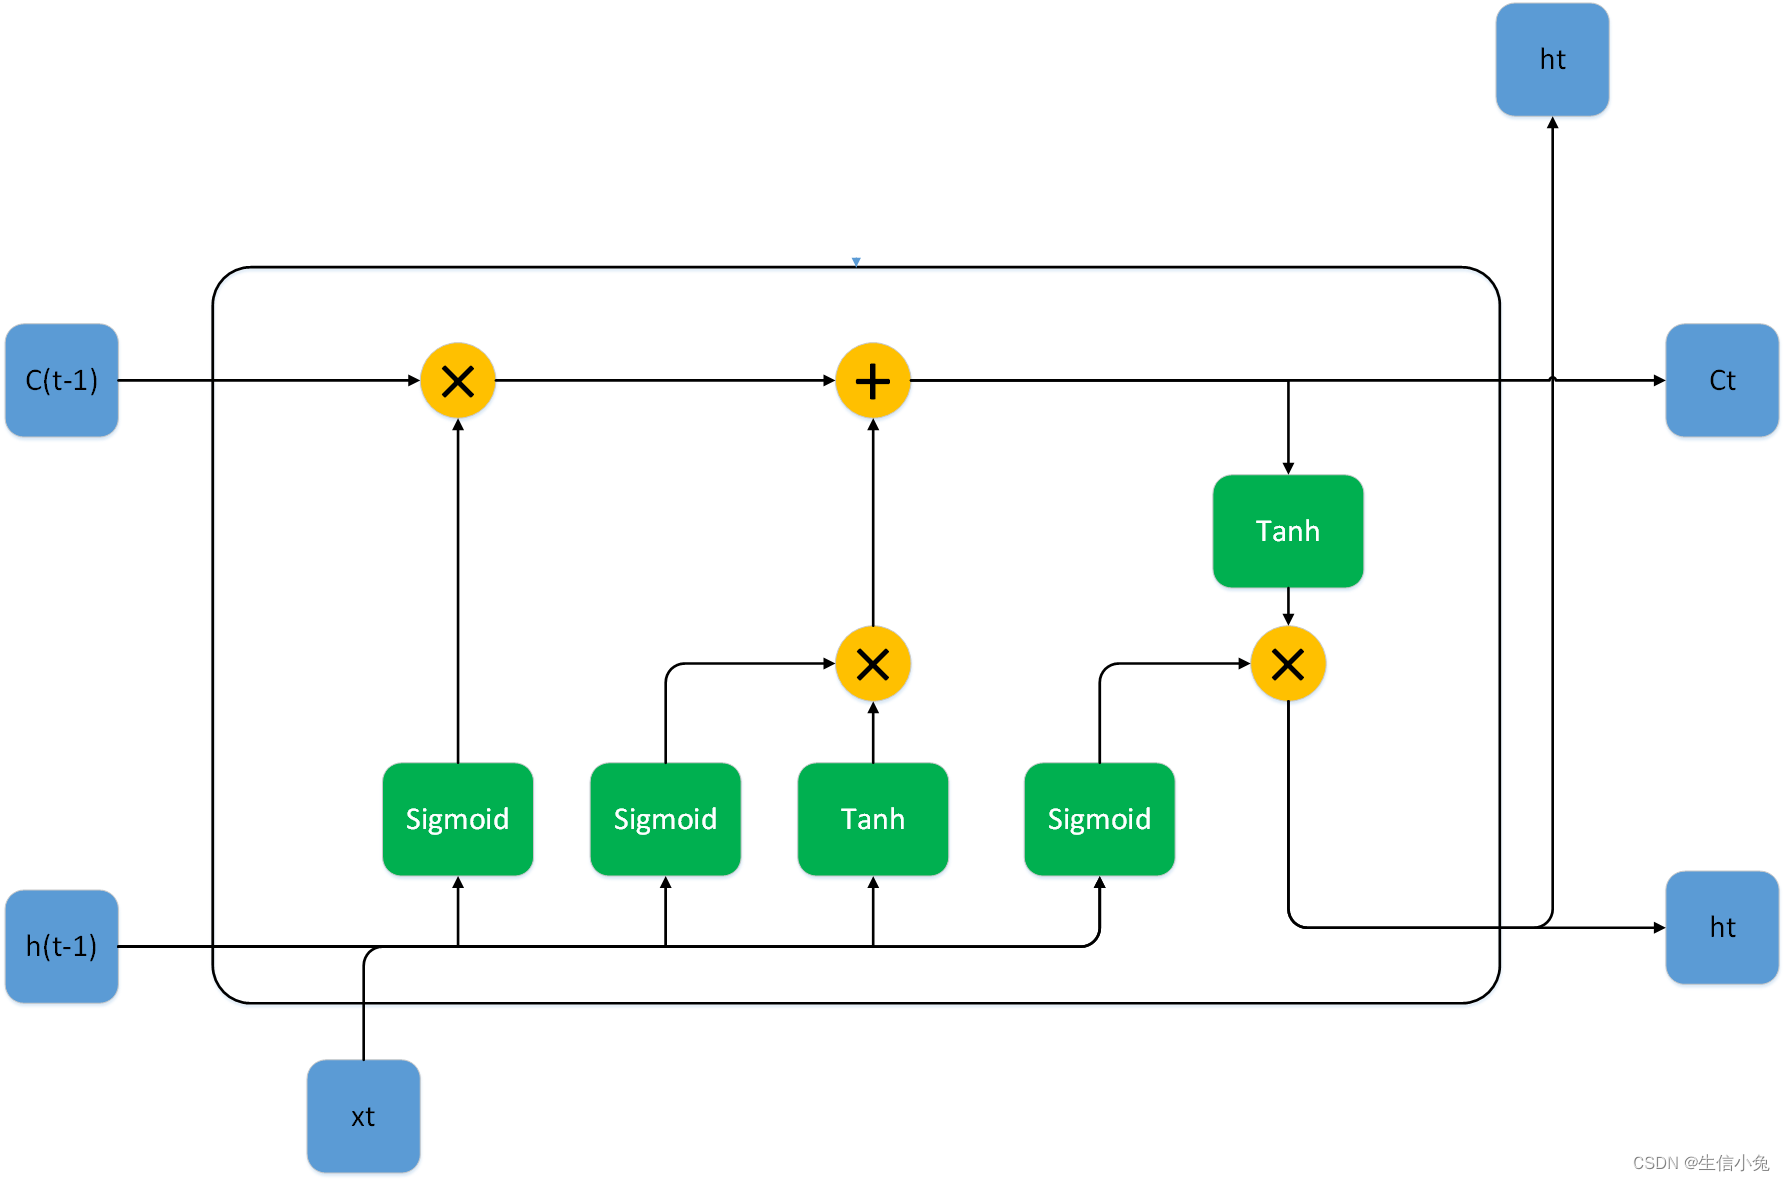 ht
C(t-1)
Ct
Tanh
Sigmoid
Sigmoid
Tanh
Sigmoid
h(t-1)
ht
xt
CSDN @生信小兔